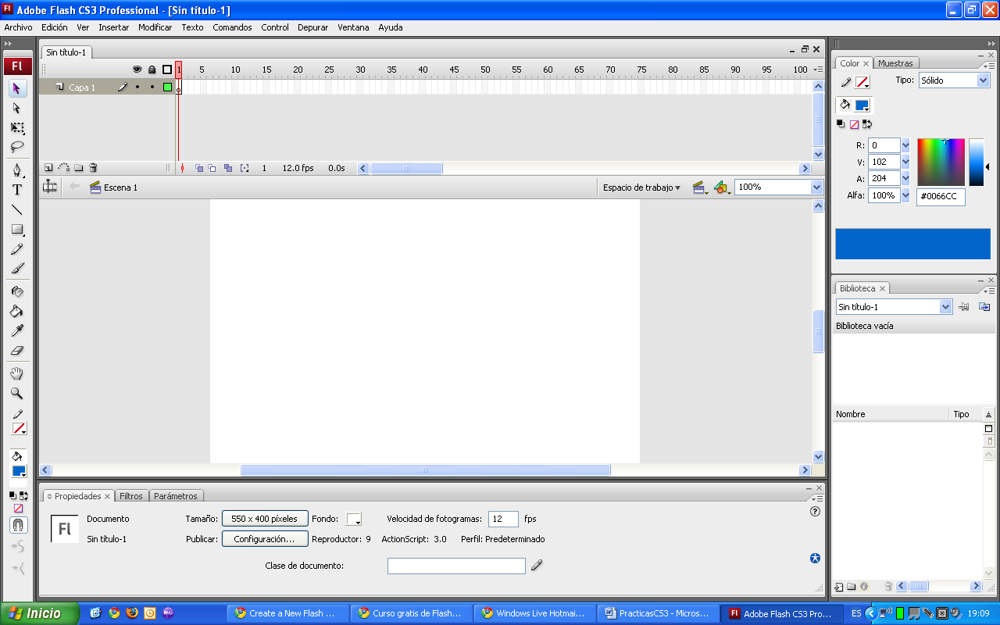 Adobe Flash CS3 Professional - [Sin título-1]
Archivo Edición Ver Insertar Modificar Texto Comandos Control Depurar Ventana Ayuda
Fl
Sin título-1
1 5 10 15 20 25 30 35 40 45 50 55 60 65 70 75 80 85 90 95 100
Capa 1
1 12.0 fps 0.0s
Escena 1
Espacio de trabajo
100%
Color
Muestras
Tipo: Sólido
R: 0
V: 102
A: 204
Alfa: 100%
#0066CC
Biblioteca
Sin título-1
Biblioteca vacía
Nombre Tipo
Propiedades
Filtros
Parámetros
Fl
Documento
Sin título-1
Tamaño: 550 x 400 píxeles Fondo: Velocidad de fotogramas: 12 fps
Publicar: Configuración... Reproductor: 9 ActionScript: 3.0 Perfil: Predeterminado
Clase de documento:
Inicio
Create a New Flash ...
Curso gratis de Flash...
Windows Live Hotmai...
PracticasCS3 - Micros...
Adobe Flash CS3 Pro...
ES
19:09